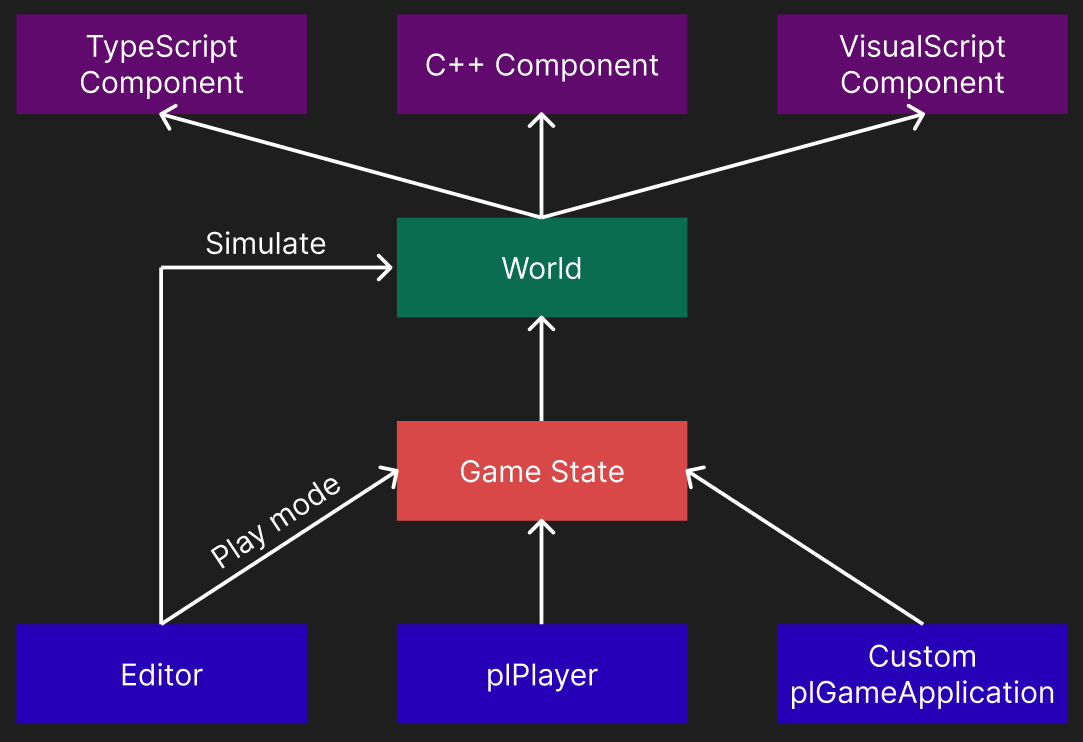 TypeScript
Component
C++ Component
VisualScript
Component
Simulate
World
Game State
Play mode
Editor
plPlayer
Custom
plGameApplication